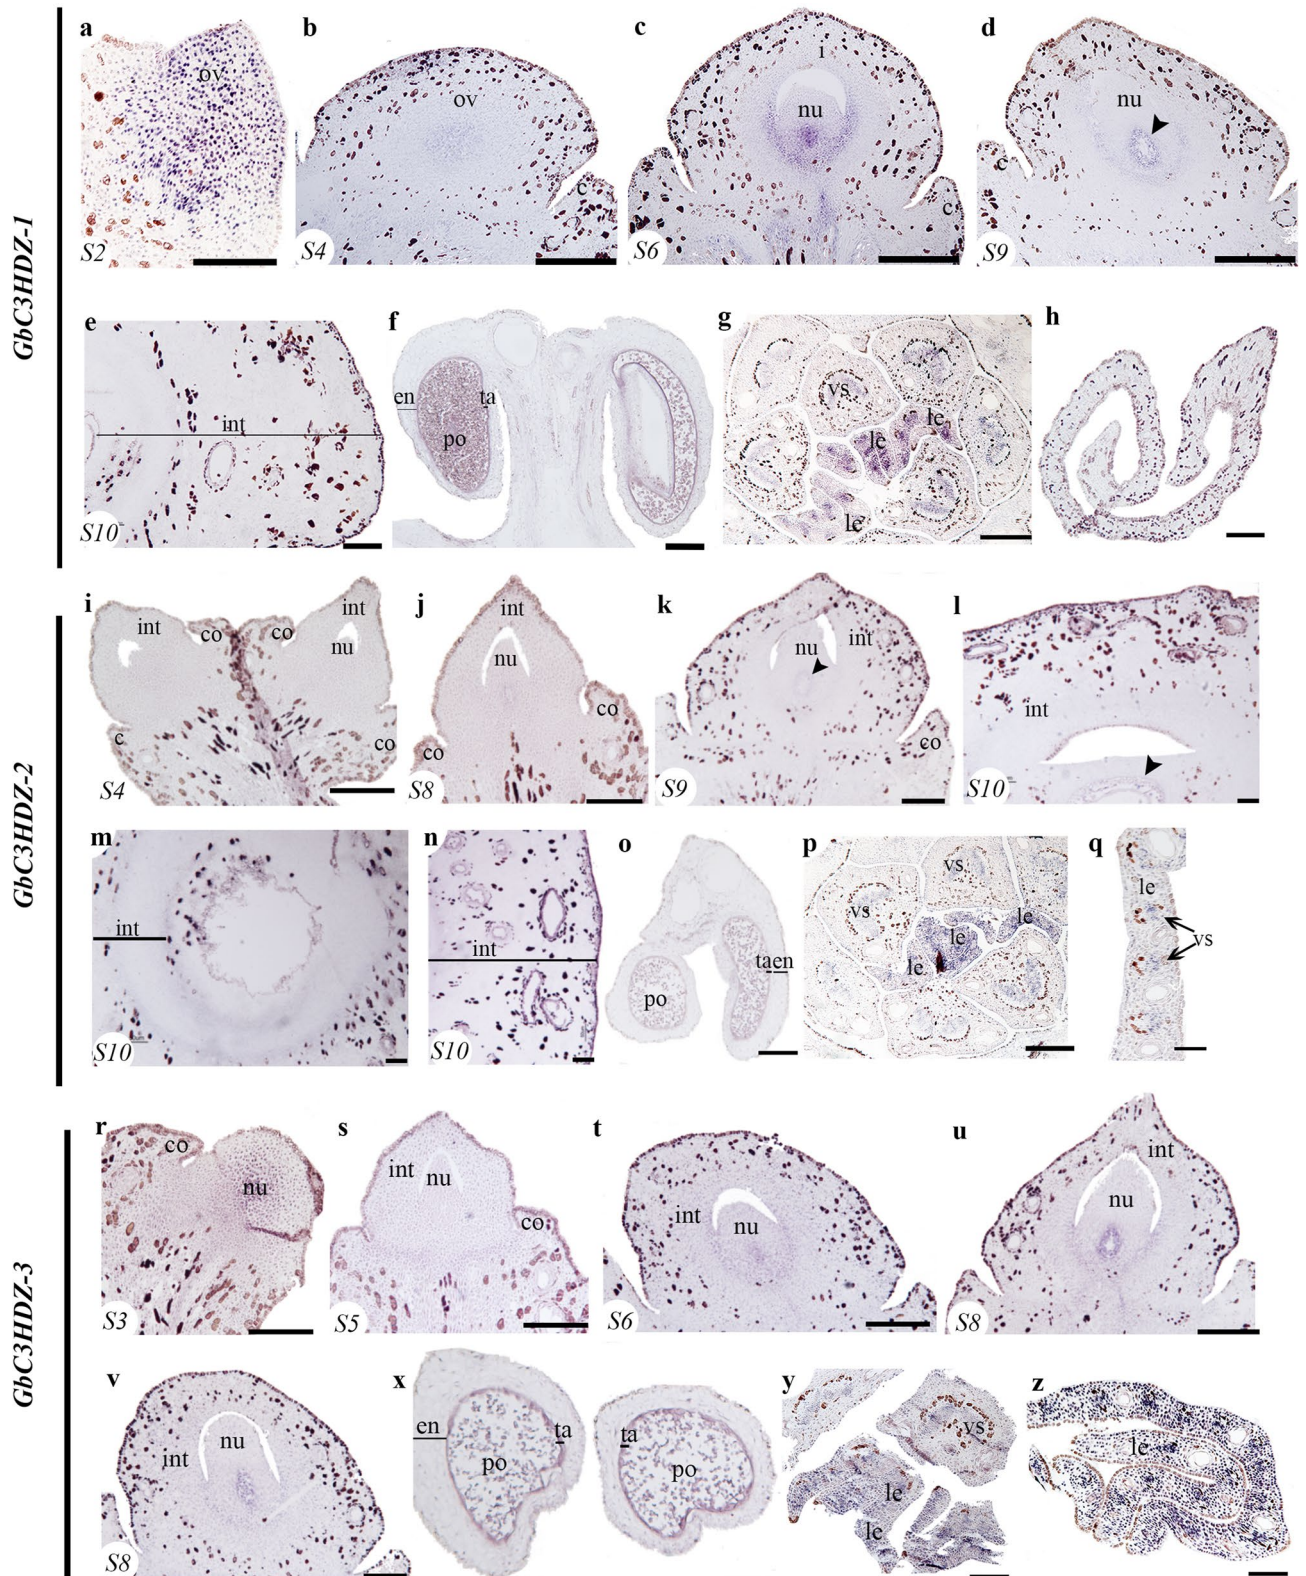 GbC3HDZ-1
a
ov
S2
b
ov
c
S4
c
i
nu
c
S6
d
nu
c
S9
e
int
S10
f
en
ta
po
g
vs
le
le
le
h
GbC3HDZ-2
i
int
co
co
int
nu
c
co
S4
j
int
nu
co
co
S8
k
nu
int
co
S9
l
int
S10
m
int
S10
n
int
S10
o
po
taen
p
vs
vs
le
le
le
q
le
vs
GbC3HDZ-3
r
co
nu
S3
s
int
nu
co
S5
t
int
nu
S6
u
int
nu
S8
v
nu
int
S8
x
en
ta
po
ta
po
y
vs
le
le
z
le